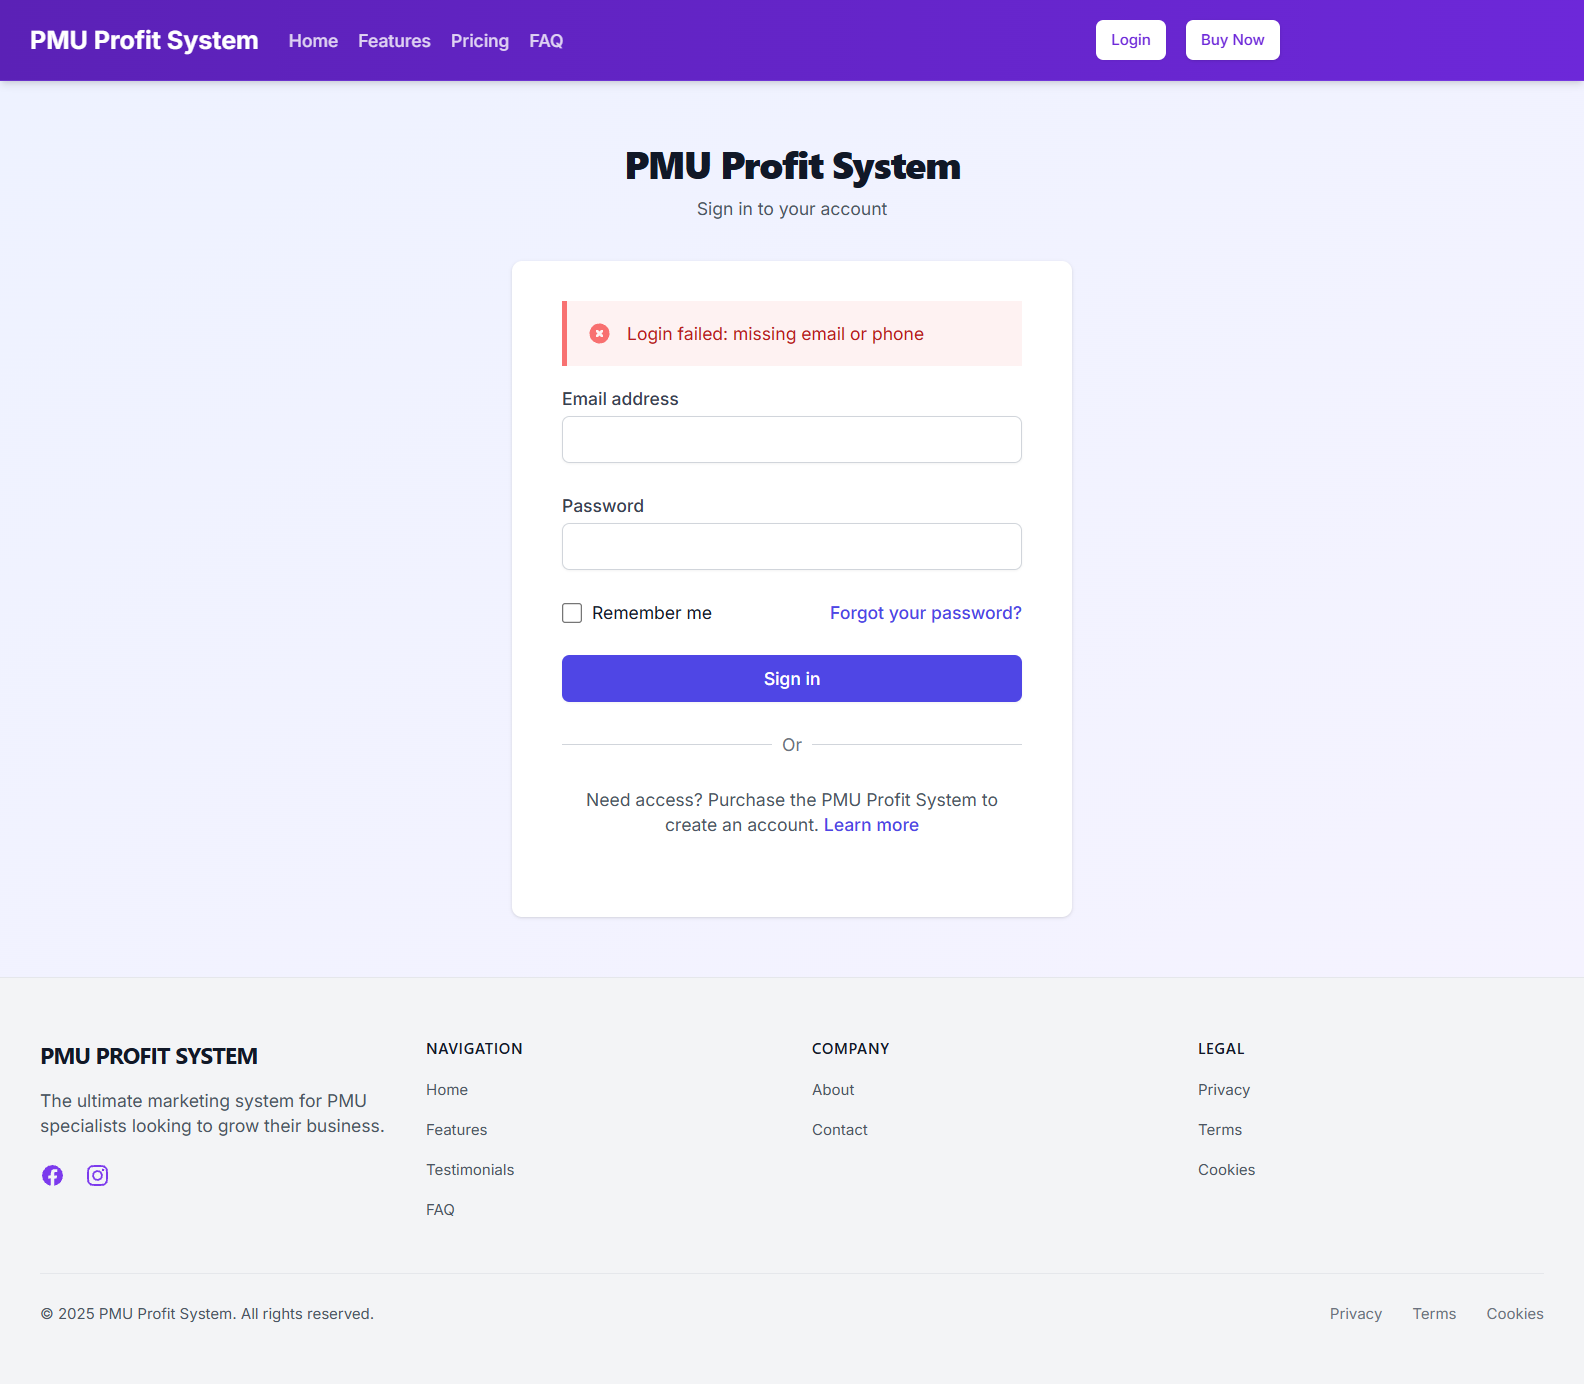 PMU Profit System
Home
Features
Pricing
FAQ
Login
Buy Now
PMU Profit System
Sign in to your account
Login failed: missing email or phone
Email address
Password
Remember me
Forgot your password?
Sign in
Or
Need access? Purchase the PMU Profit System to
create an account. Learn more
PMU PROFIT SYSTEM
The ultimate marketing system for PMU
specialists looking to grow their business.
NAVIGATION
Home
Features
Testimonials
FAQ
COMPANY
About
Contact
LEGAL
Privacy
Terms
Cookies
© 2025 PMU Profit System. All rights reserved.
Privacy
Terms
Cookies